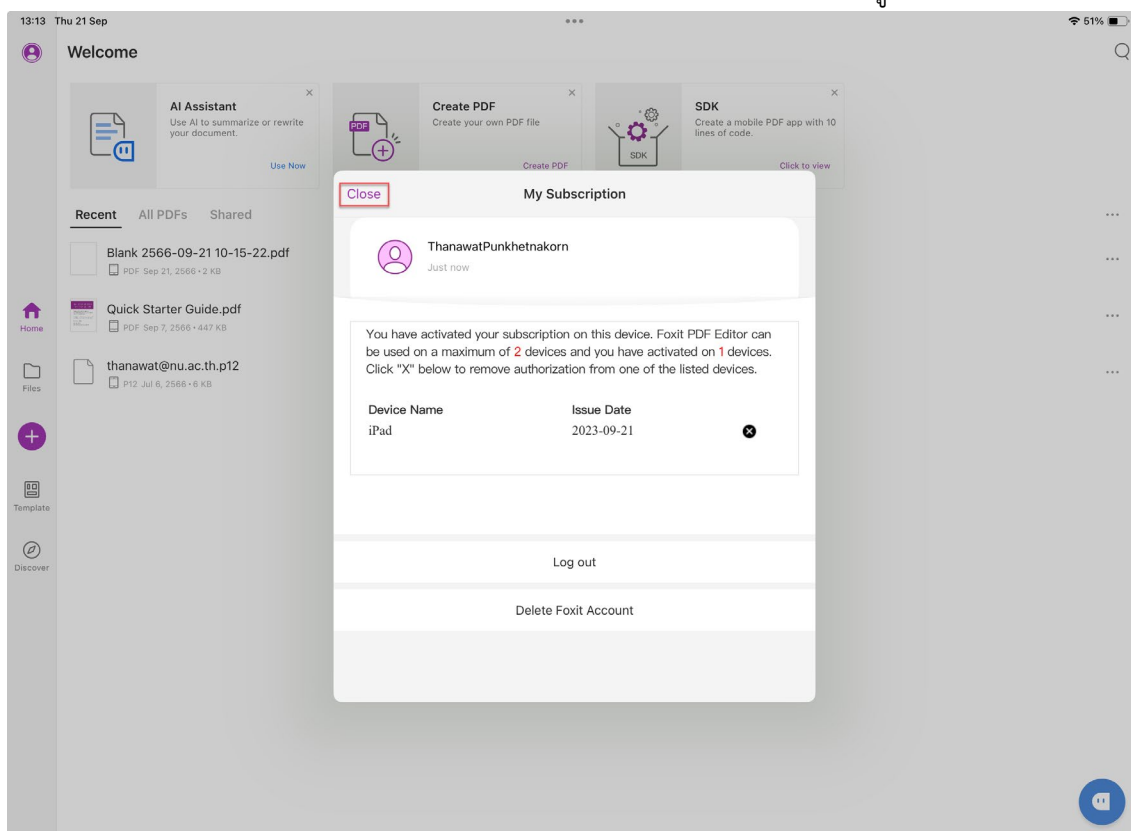 13:13 Thu 21 Sep
51%
Welcome
AI Assistant
Use AI to summarize or rewrite
your document.
Use Now
PDF
Create PDF
Create your own PDF file
Create PDF
SDK
SDK
Create a mobile PDF app with 10
lines of code.
Click to view
Recent All PDFs Shared
Blank 2566-09-21 10-15-22.pdf
PDF Sep 21, 2566 • 2 KB
Quick Starter Guide.pdf
PDF Sep 7, 2566 • 447 KB
thanawat@nu.ac.th.p12
P12 Jul 6, 2566 • 6 KB
Home
Files
Template
Discover
Close My Subscription
ThanawatPunkhetnakorn
Just now
You have activated your subscription on this device. Foxit PDF Editor can
be used on a maximum of 2 devices and you have activated on 1 devices.
Click "X" below to remove authorization from one of the listed devices.
Device Name Issue Date
iPad 2023-09-21
Log out
Delete Foxit Account